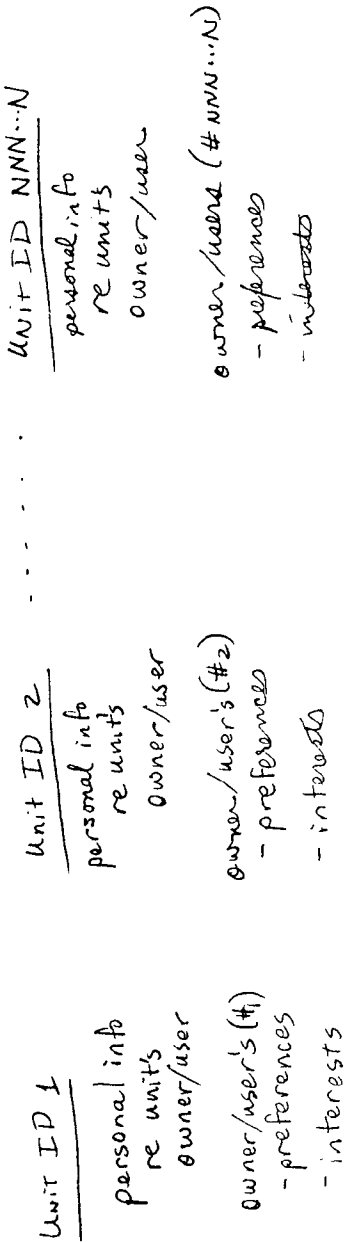 Unit ID 1
personal info
re unit's
owner/user
owner/user's (#1)
- preferences
- interests
Unit ID 2
personal info
re unit's
owner/user
owner/user's (#2)
- preferences
- interests
- - . . . .
Unit ID NNN...N
personal info
re units
owner/user
owner/users (# NNN...N)
- preferences
- interests